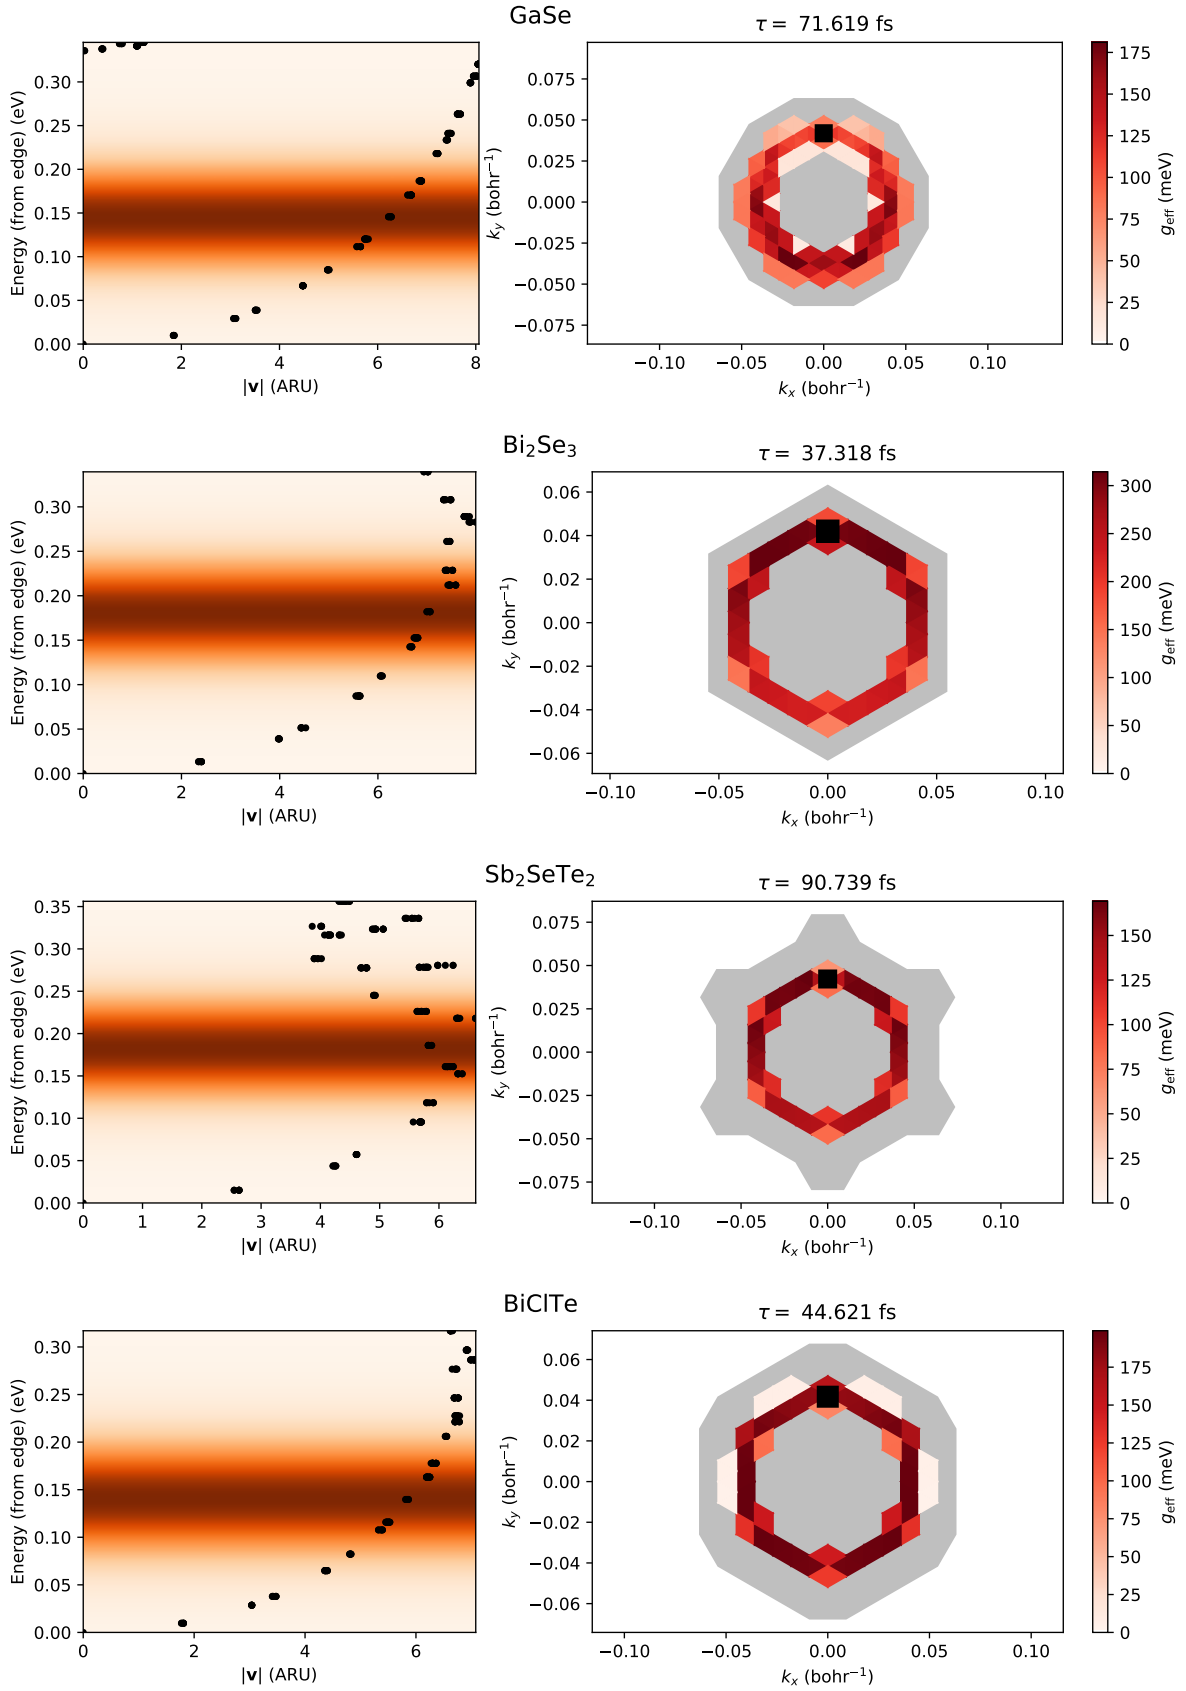 GaSe
τ = 71.619 fs
Energy (from edge) (eV)
0.30
0.25
0.20
0.15
0.10
0.05
0.00
0 2 4 6 8
|v| (ARU)
k_y (bohr⁻¹)
0.075
0.050
0.025
0.000
−0.025
−0.050
−0.075
−0.10 −0.05 0.00 0.05 0.10
k_x (bohr⁻¹)
175
150
125
100
75
50
25
0
g_eff (meV)
Bi₂Se₃
τ = 37.318 fs
Energy (from edge) (eV)
0.30
0.25
0.20
0.15
0.10
0.05
0.00
0 2 4 6
|v| (ARU)
k_y (bohr⁻¹)
0.06
0.04
0.02
0.00
−0.02
−0.04
−0.06
−0.10 −0.05 0.00 0.05 0.10
k_x (bohr⁻¹)
300
250
200
150
100
50
0
g_eff (meV)
Sb₂SeTe₂
τ = 90.739 fs
Energy (from edge) (eV)
0.35
0.30
0.25
0.20
0.15
0.10
0.05
0.00
0 1 2 3 4 5 6
|v| (ARU)
k_y (bohr⁻¹)
0.075
0.050
0.025
0.000
−0.025
−0.050
−0.075
−0.10 −0.05 0.00 0.05 0.10
k_x (bohr⁻¹)
150
125
100
75
50
25
0
g_eff (meV)
BiClTe
τ = 44.621 fs
Energy (from edge) (eV)
0.30
0.25
0.20
0.15
0.10
0.05
0.00
0 2 4 6
|v| (ARU)
k_y (bohr⁻¹)
0.06
0.04
0.02
0.00
−0.02
−0.04
−0.06
−0.10 −0.05 0.00 0.05 0.10
k_x (bohr⁻¹)
175
150
125
100
75
50
25
0
g_eff (meV)